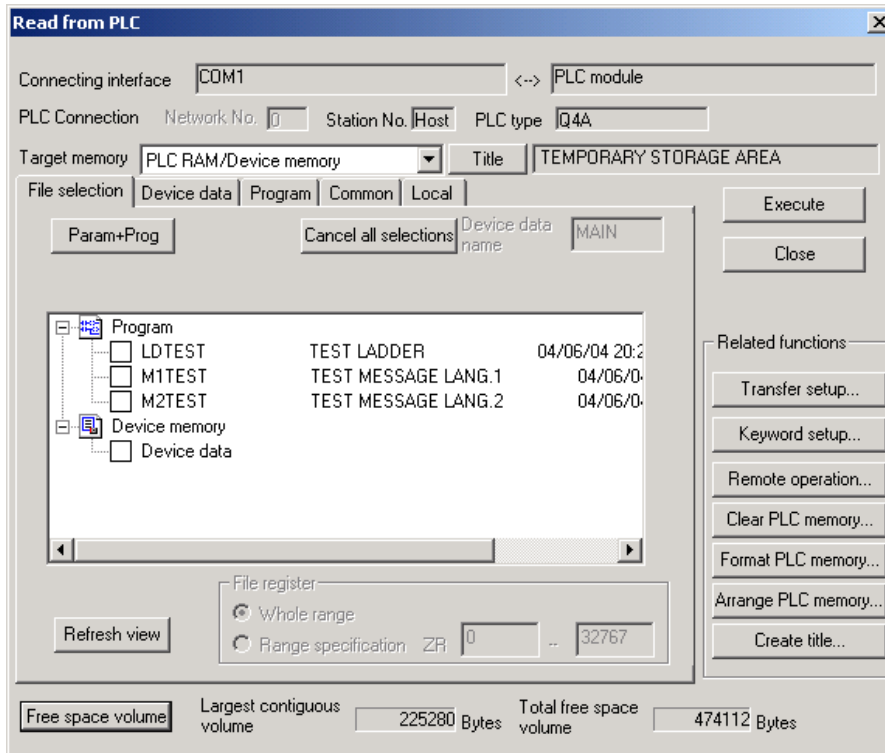 Read from PLC
Connecting interface COM1 <--> PLC module
PLC Connection Network No. 0 Station No. Host PLC type Q4A
Target memory PLC RAM/Device memory Title TEMPORARY STORAGE AREA
File selection Device data Program Common Local
Execute
Param+Prog Cancel all selections Device data name MAIN
Close
Program
LDTEST TEST LADDER 04/06/04 20:2
M1TEST TEST MESSAGE LANG.1 04/06/0
M2TEST TEST MESSAGE LANG.2 04/06/0
Device memory
Device data
Related functions
Transfer setup...
Keyword setup...
Remote operation...
Clear PLC memory...
Format PLC memory...
Arrange PLC memory...
Create title...
File register
Whole range
Range specification ZR 0 -- 32767
Refresh view
Free space volume Largest contiguous volume 225280 Bytes Total free space volume 474112 Bytes